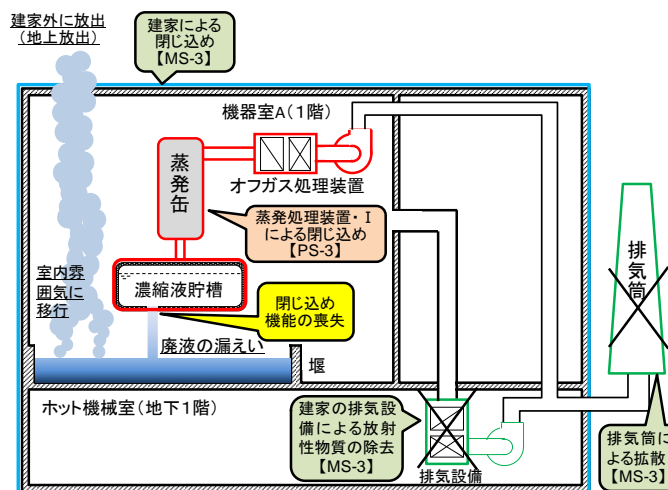 建家外に放出
（地上放出）
建家による
閉じ込め
【MS-3】
機器室A（1階）
オフガス処理装置
蒸発缶
蒸発処理装置・Ⅰ
による閉じ込め
【PS-3】
排気筒
室内雰
囲気に
移行
濃縮液貯槽
閉じ込め
機能の喪失
廃液の漏えい
堰
ホット機械室（地下1階）
建家の排気設
備による放射
性物質の除去
【MS-3】
排気設備
排気筒に
よる拡散
【MS-3】